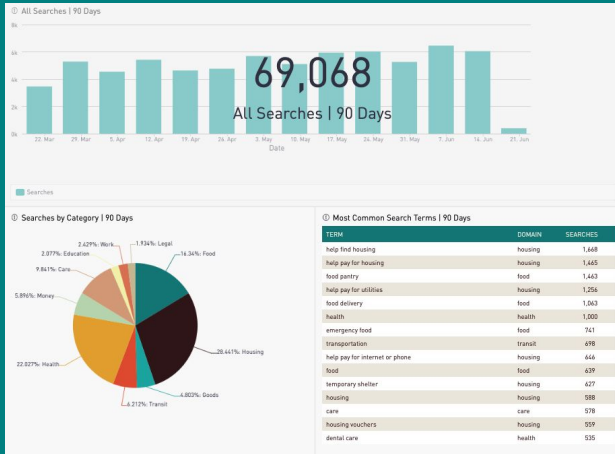 All Searches | 90 Days
8k
6k
4k
2k
0k
69,068
All Searches | 90 Days
22. Mar 29. Mar 5. Apr 12. Apr 19. Apr 26. Apr 3. May 10. May 17. May 24. May 31. May 7. Jun 14. Jun 21. Jun
Date
Searches
Searches by Category | 90 Days
2.429%: Work
1.934%: Legal
2.077%: Education
16.34%: Food
9.841%: Care
5.896%: Money
28.441%: Housing
22.027%: Health
4.803%: Goods
6.212%: Transit
Most Common Search Terms | 90 Days
TERM DOMAIN SEARCHES
help find housing housing 1,668
help pay for housing housing 1,465
food pantry food 1,463
help pay for utilities housing 1,256
food delivery food 1,063
health health 1,000
emergency food food 741
transportation transit 698
help pay for internet or phone housing 646
food food 639
temporary shelter housing 627
housing housing 588
care care 578
housing vouchers housing 559
dental care health 535